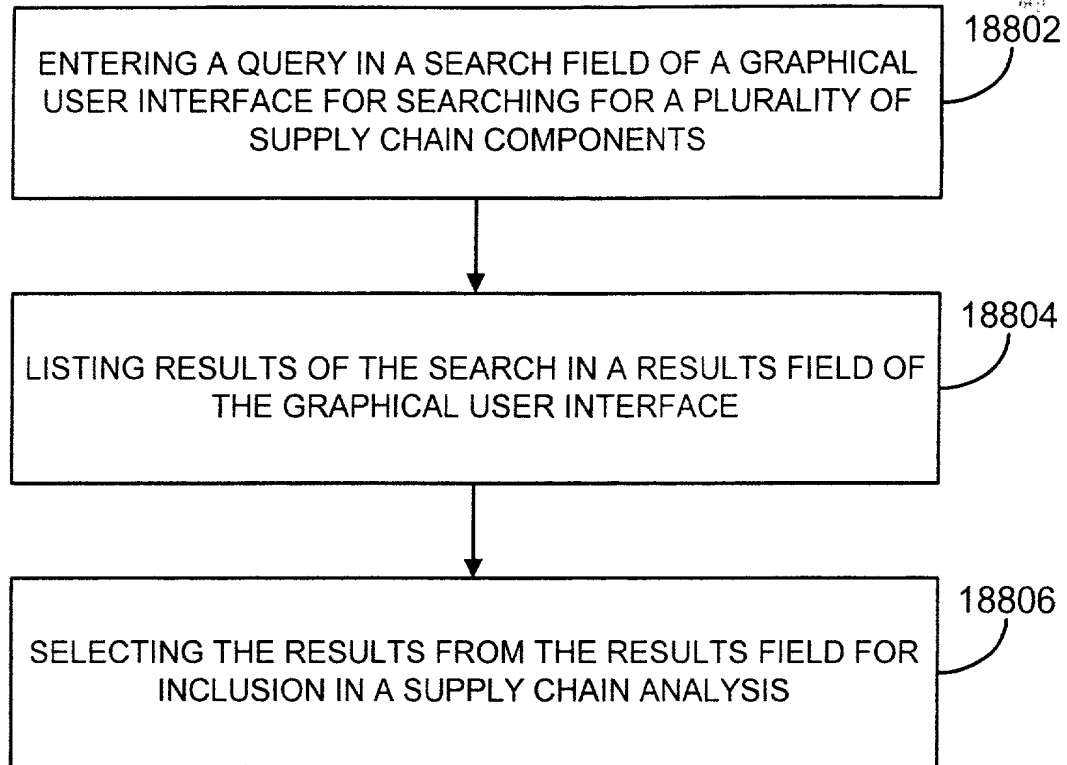 18802
ENTERING A QUERY IN A SEARCH FIELD OF A GRAPHICAL
USER INTERFACE FOR SEARCHING FOR A PLURALITY OF
SUPPLY CHAIN COMPONENTS
18804
LISTING RESULTS OF THE SEARCH IN A RESULTS FIELD OF
THE GRAPHICAL USER INTERFACE
18806
SELECTING THE RESULTS FROM THE RESULTS FIELD FOR
INCLUSION IN A SUPPLY CHAIN ANALYSIS